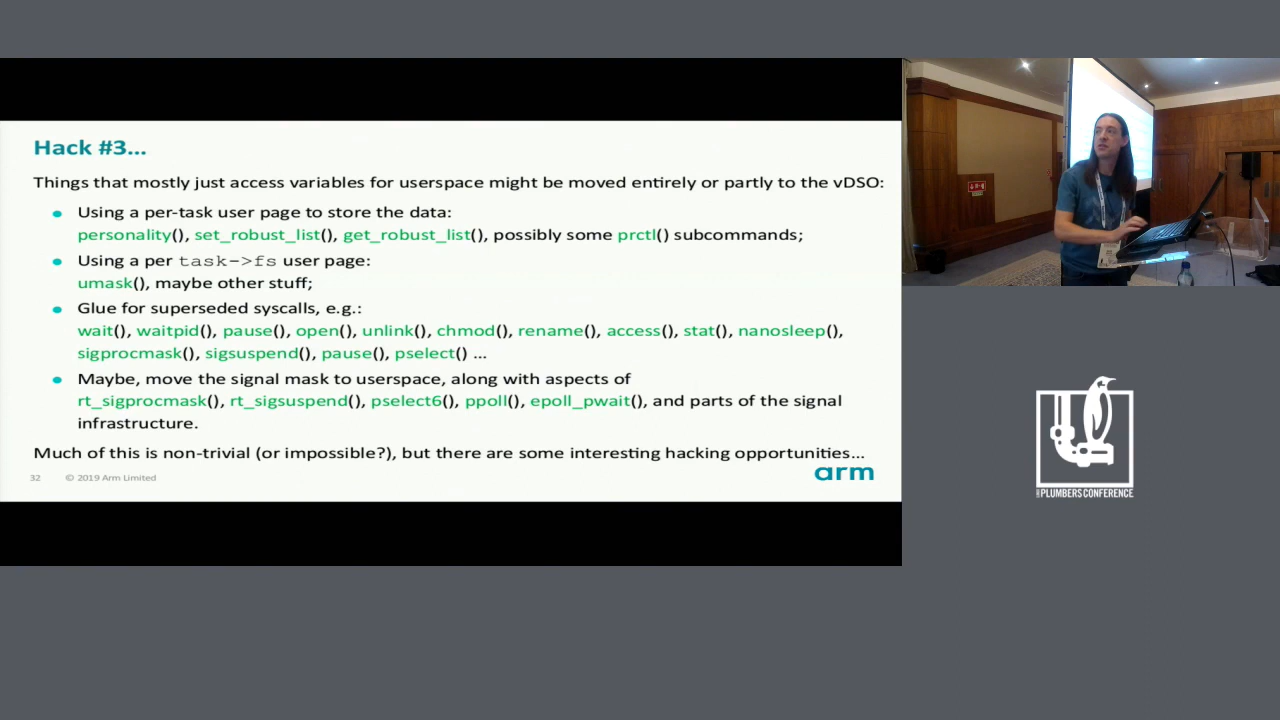 Hack #3...
Things that mostly just access variables for userspace might be moved entirely or partly to the vDSO:
● Using a per-task user page to store the data:
personality(), set_robust_list(), get_robust_list(), possibly some prctl() subcommands;
● Using a per task->fs user page:
umask(), maybe other stuff;
● Glue for superseded syscalls, e.g.:
wait(), waitpid(), pause(), open(), unlink(), chmod(), rename(), access(), stat(), nanosleep(),
sigprocmask(), sigsuspend(), pause(), pselect() ...
● Maybe, move the signal mask to userspace, along with aspects of
rt_sigprocmask(), rt_sigsuspend(), pselect6(), ppoll(), epoll_pwait(), and parts of the signal
infrastructure.
Much of this is non-trivial (or impossible?), but there are some interesting hacking opportunities...
32 © 2019 Arm Limited
arm
PLUMBERS CONFERENCE